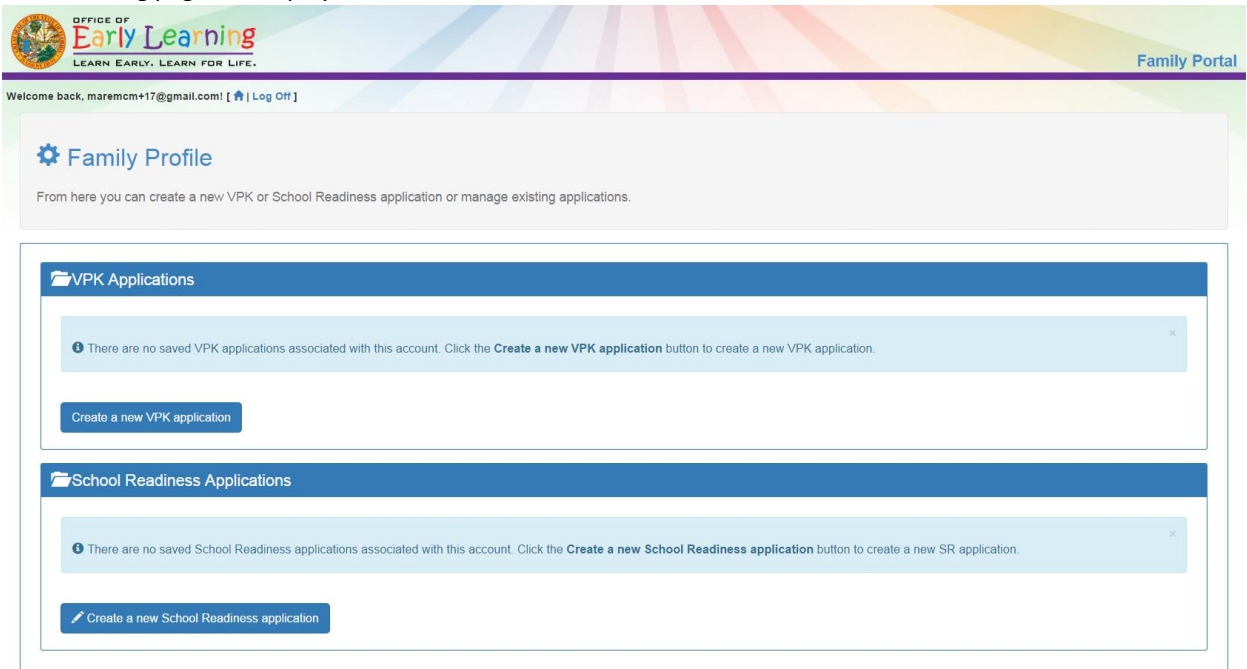 OFFICE OF
Early Learning
LEARN EARLY. LEARN FOR LIFE.
Family Portal
Welcome back, maremcm+17@gmail.com! [ | Log Off ]
Family Profile
From here you can create a new VPK or School Readiness application or manage existing applications.
VPK Applications
×
There are no saved VPK applications associated with this account. Click the Create a new VPK application button to create a new VPK application.
Create a new VPK application
School Readiness Applications
×
There are no saved School Readiness applications associated with this account. Click the Create a new School Readiness application button to create a new SR application.
Create a new School Readiness application